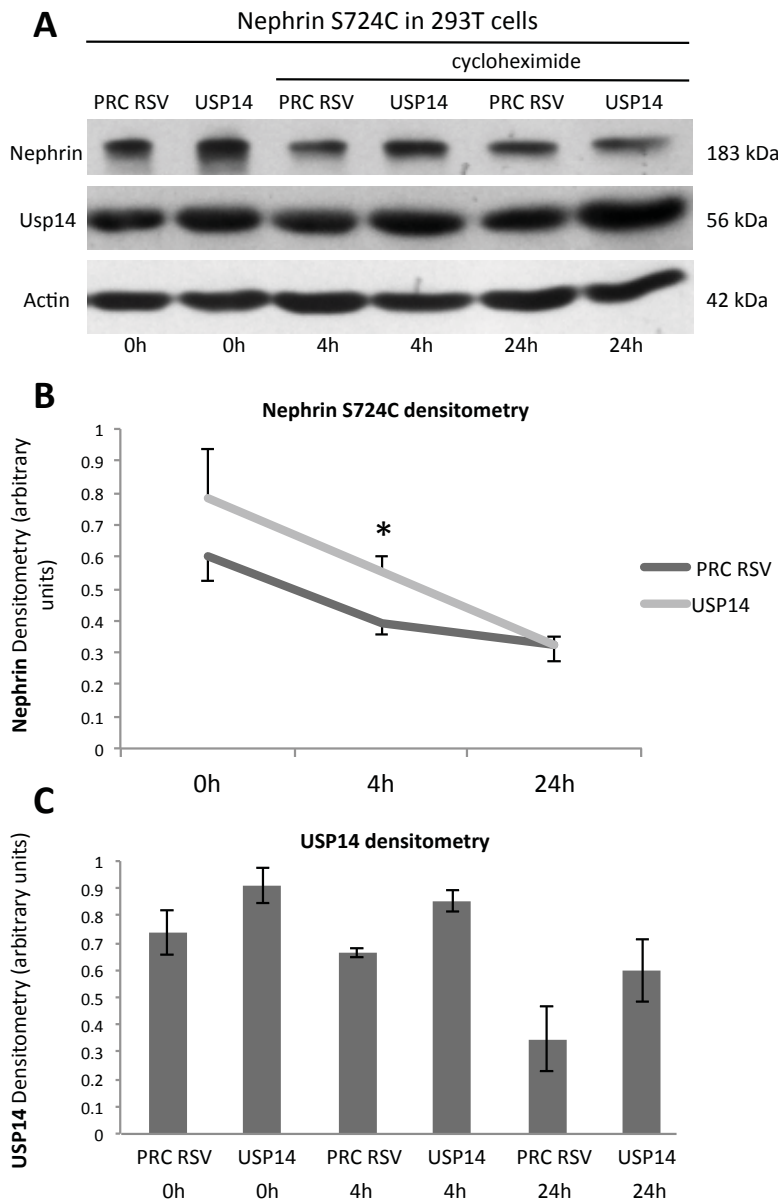 A
Nephrin S724C in 293T cells
cycloheximide
PRC RSV USP14 PRC RSV USP14 PRC RSV USP14
Nephrin 183 kDa
Usp14 56 kDa
Actin 42 kDa
0h 0h 4h 4h 24h 24h
B
Nephrin S724C densitometry
Nephrin Densitometry (arbitrary
units)
1
0.9
0.8
0.7
0.6
0.5
0.4
0.3
0.2
0.1
0
*
PRC RSV
USP14
0h 4h 24h
C
USP14 densitometry
USP14 Densitometry (arbitrary units)
1
0.9
0.8
0.7
0.6
0.5
0.4
0.3
0.2
0.1
0
PRC RSV USP14 PRC RSV USP14 PRC RSV USP14
0h 0h 4h 4h 24h 24h